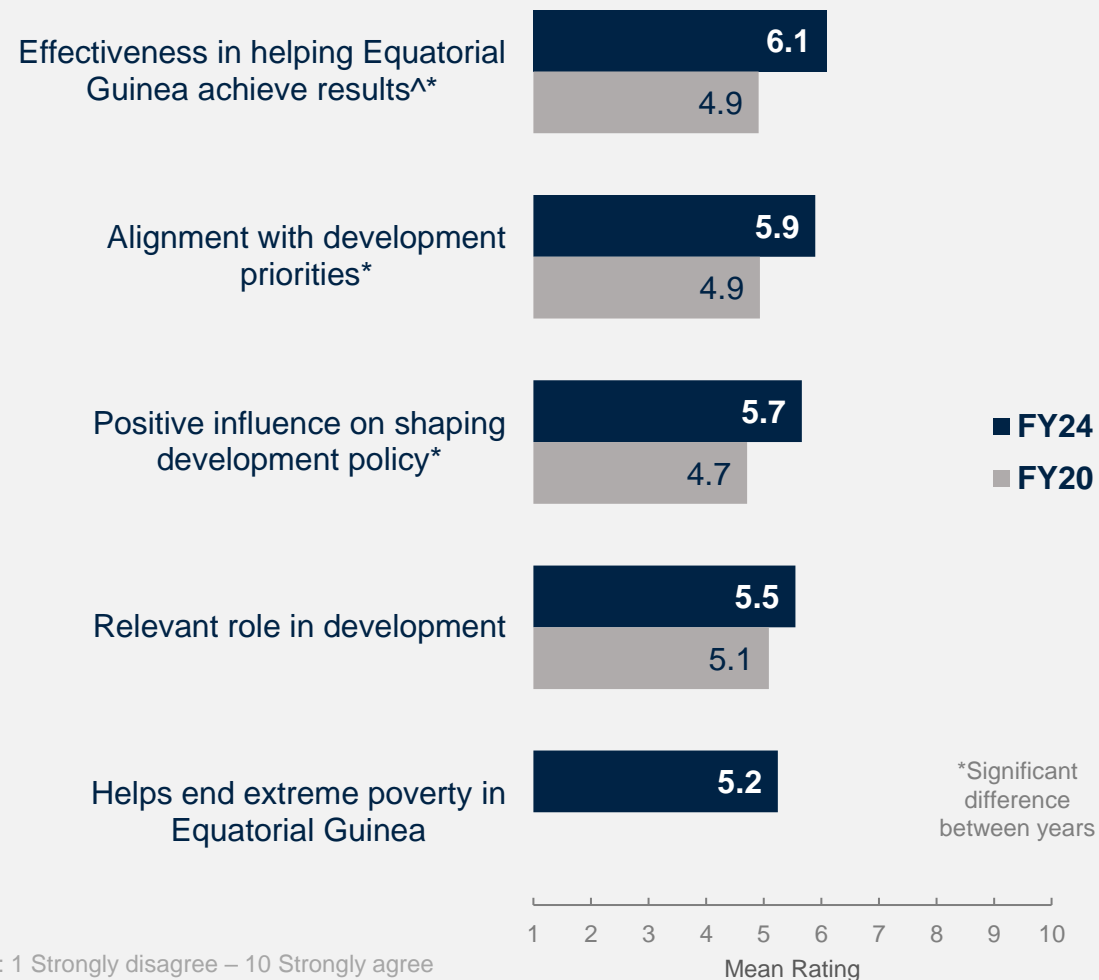 Effectiveness in helping Equatorial
Guinea achieve results^*
6.1
4.9
Alignment with development
priorities*
5.9
4.9
Positive influence on shaping
development policy*
5.7
4.7
FY24
FY20
Relevant role in development
5.5
5.1
Helps end extreme poverty in
Equatorial Guinea
5.2
*Significant
difference
between years
1 2 3 4 5 6 7 8 9 10
Mean Rating
: 1 Strongly disagree – 10 Strongly agree